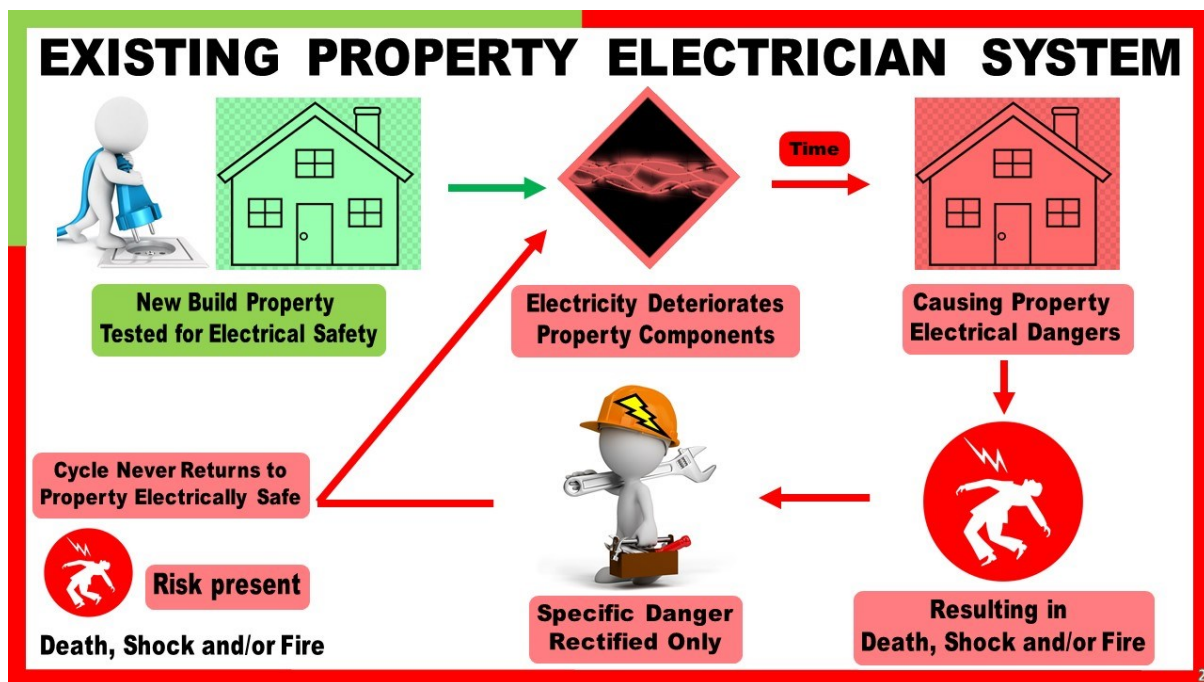 EXISTING PROPERTY ELECTRICIAN SYSTEM
Time
New Build Property
Tested for Electrical Safety
Electricity Deteriorates
Property Components
Causing Property
Electrical Dangers
Cycle Never Returns to
Property Electrically Safe
Risk present
Death, Shock and/or Fire
Specific Danger
Rectified Only
Resulting in
Death, Shock and/or Fire